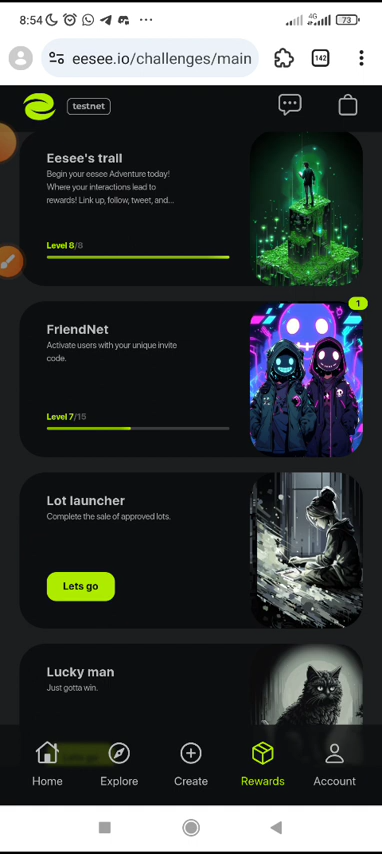 8:54
4G
73
eesee.io/challenges/main
142
testnet
Eesee's trail
Begin your eesee Adventure today!
Where your interactions lead to
rewards! Link up, follow, tweet, and...
Level 8/8
1
FriendNet
Activate users with your unique invite
code.
Level 7/15
Lot launcher
Complete the sale of approved lots.
Lets go
Lucky man
Just gotta win.
Home
Explore
Create
Rewards
Account